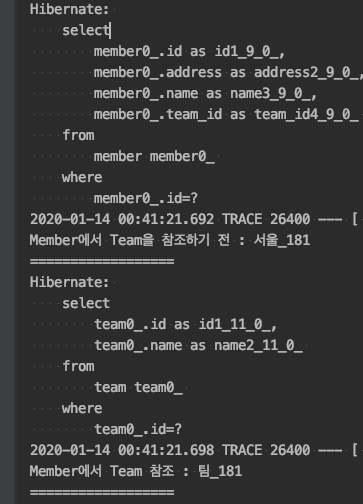 Hibernate:
select
member0_.id as id1_9_0_,
member0_.address as address2_9_0_,
member0_.name as name3_9_0_,
member0_.team_id as team_id4_9_0_
from
member member0_
where
member0_.id=?
2020-01-14 00:41:21.692 TRACE 26400 --- [
Member에서 Team을 참조하기 전 : 서울_181
==================
Hibernate:
select
team0_.id as id1_11_0_,
team0_.name as name2_11_0_
from
team team0_
where
team0_.id=?
2020-01-14 00:41:21.698 TRACE 26400 --- [
Member에서 Team 참조 : 팀_181
==================